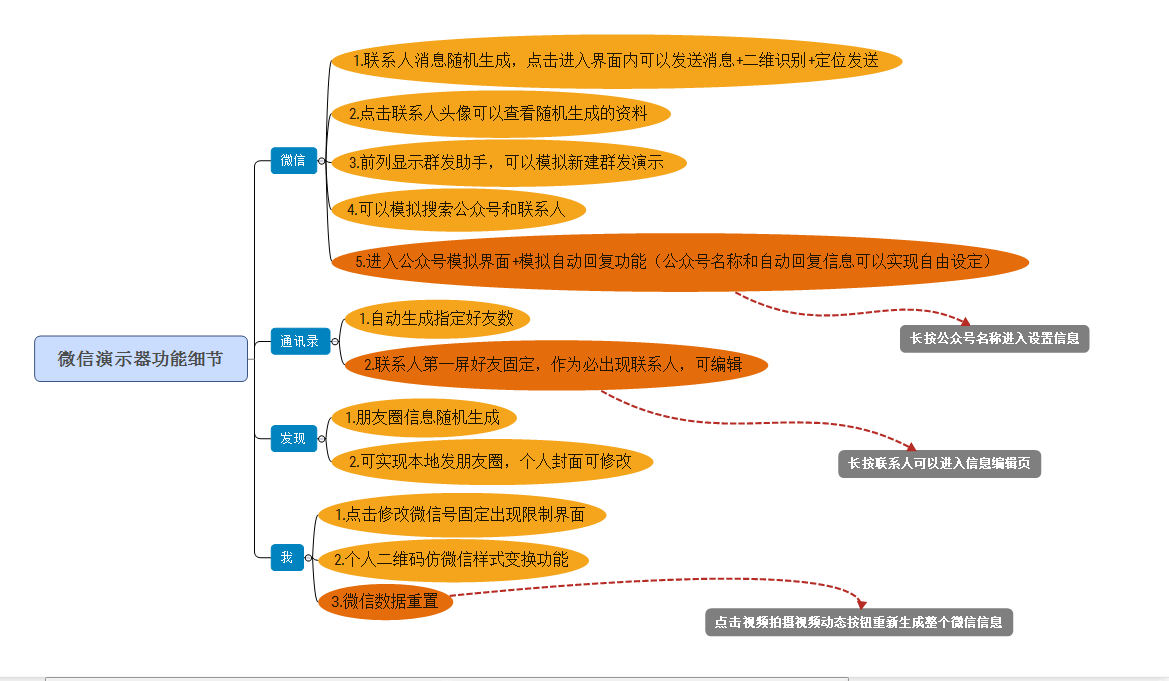 微信演示器功能细节
微信
1.联系人消息随机生成，点击进入界面内可以发送消息+二维识别+定位发送
2.点击联系人头像可以查看随机生成的资料
3.前列显示群发助手，可以模拟新建群发演示
4.可以模拟搜索公众号和联系人
5.进入公众号模拟界面+模拟自动回复功能（公众号名称和自动回复信息可以实现自由设定）
长按公众号名称进入设置信息
通讯录
1.自动生成指定好友数
2.联系人第一屏好友固定，作为必出现联系人，可编辑
长按联系人可以进入信息编辑页
发现
1.朋友圈信息随机生成
2.可实现本地发朋友圈，个人封面可修改
我
1.点击修改微信号固定出现限制界面
2.个人二维码仿微信样式变换功能
3.微信数据重置
点击视频拍摄视频动态按钮重新生成整个微信信息